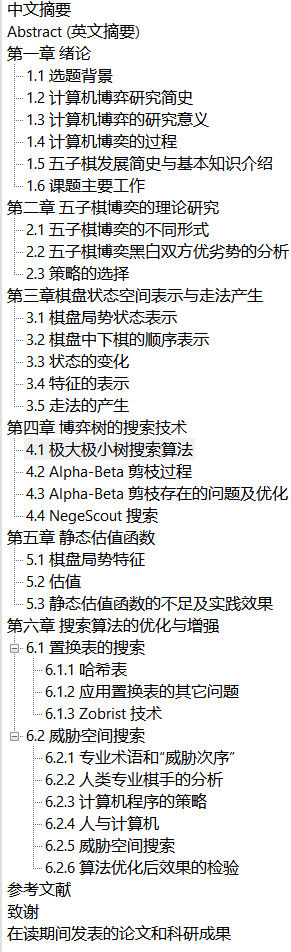 中文摘要
Abstract (英文摘要)
第一章 绪论
1.1 选题背景
1.2 计算机博弈研究简史
1.3 计算机博弈的研究意义
1.4 计算机博奕的过程
1.5 五子棋发展简史与基本知识介绍
1.6 课题主要工作
第二章 五子棋博奕的理论研究
2.1 五子棋博奕的不同形式
2.2 五子棋博奕黑白双方优劣势的分析
2.3 策略的选择
第三章棋盘状态空间表示与走法产生
3.1 棋盘局势状态表示
3.2 棋盘中下棋的顺序表示
3.3 状态的变化
3.4 特征的表示
3.5 走法的产生
第四章 博弈树的搜索技术
4.1 极大极小树搜索算法
4.2 Alpha-Beta 剪枝过程
4.3 Alpha-Beta 剪枝存在的问题及优化
4.4 NegeScout 搜索
第五章 静态估值函数
5.1 棋盘局势特征
5.2 估值
5.3 静态估值函数的不足及实践效果
第六章 搜索算法的优化与增强
6.1 置换表的搜索
6.1.1 哈希表
6.1.2 应用置换表的其它问题
6.1.3 Zobrist 技术
6.2 威胁空间搜索
6.2.1 专业术语和“威胁次序”
6.2.2 人类专业棋手的分析
6.2.3 计算机程序的策略
6.2.4 人与计算机
6.2.5 威胁空间搜索
6.2.6 算法优化后效果的检验
参考文献
致谢
在读期间发表的论文和科研成果